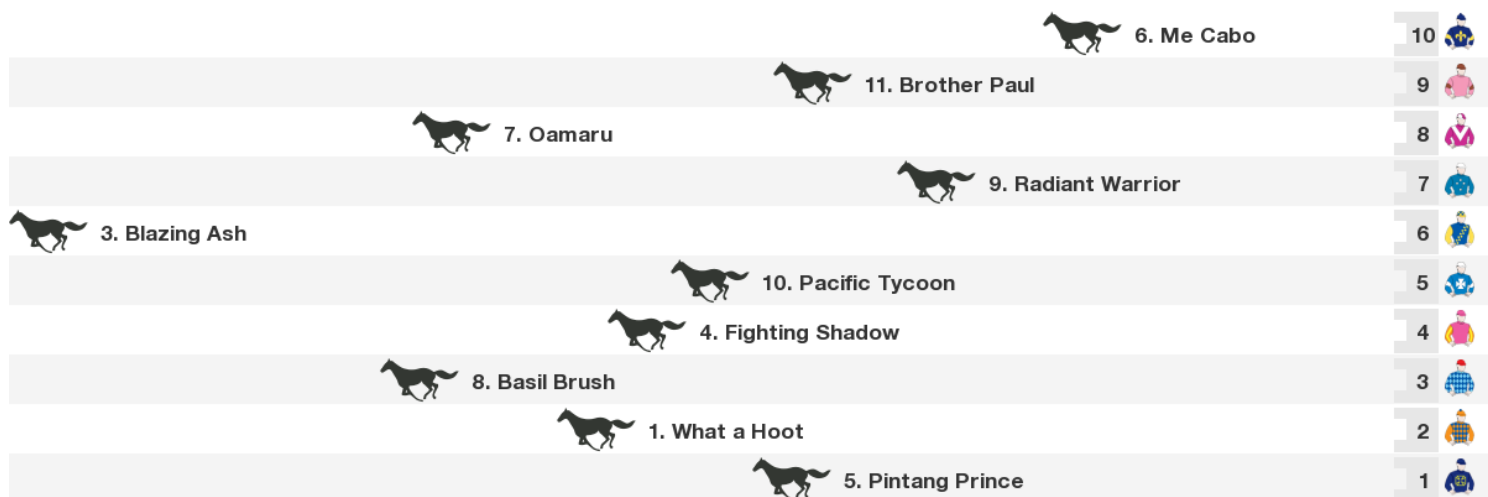 6. Me Cabo 10
11. Brother Paul 9
7. Oamaru 8
9. Radiant Warrior 7
3. Blazing Ash 6
10. Pacific Tycoon 5
4. Fighting Shadow 4
8. Basil Brush 3
1. What a Hoot 2
5. Pintang Prince 1